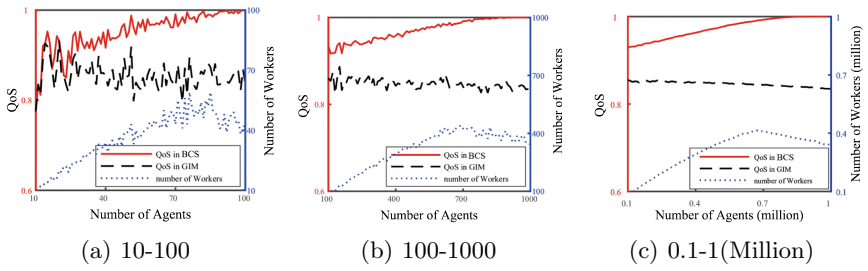 1
100
QoS
0.8
0.6
70
40
10
Number of Workers
QoS in BCS
QoS in GIM
number of Workers
10
40
70
100
Number of Agents
(a) 10-100
1
1000
QoS
0.8
0.6
700
400
100
Number of Workers
QoS in BCS
QoS in GIM
number of Workers
100
400
700
1000
Number of Agents
(b) 100-1000
1
1
QoS
0.8
0.6
0.7
0.4
0.1
Number of Workers (million)
QoS in BCS
QoS in GIM
number of Workers
0.1
0.4
0.7
1
Number of Agents (million)
(c) 0.1-1(Million)